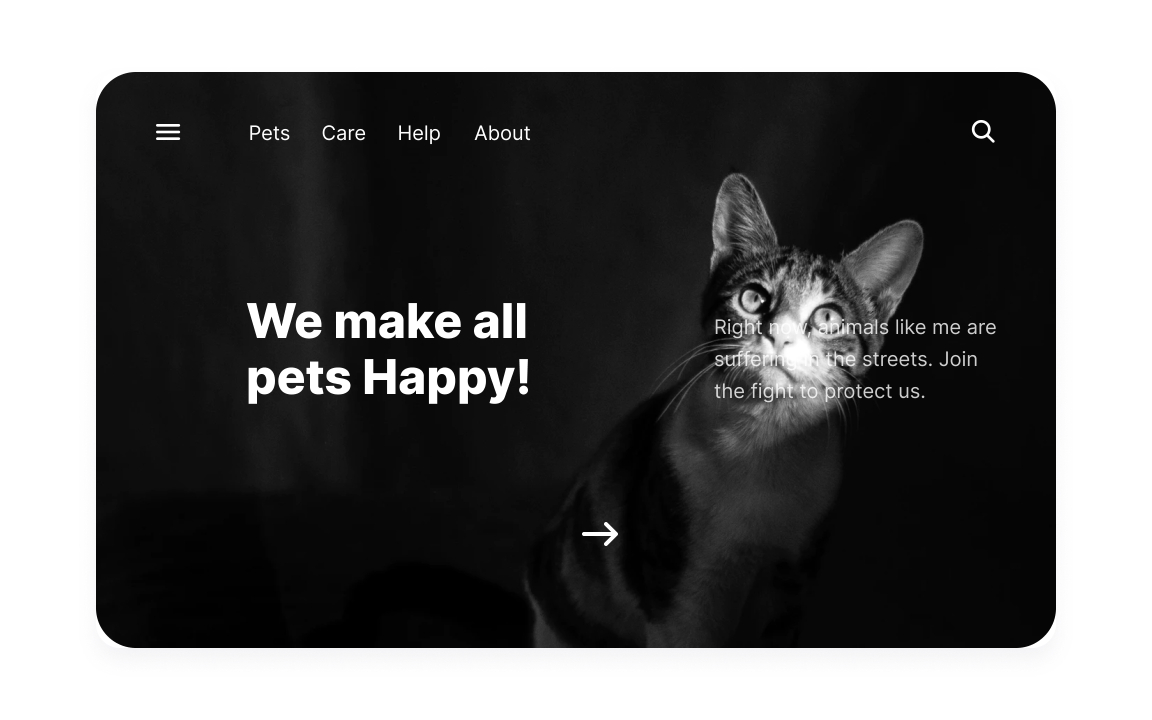 Pets Care Help About
We make all
pets Happy!
Right now, animals like me are
suffering in the streets. Join
the fight to protect us.